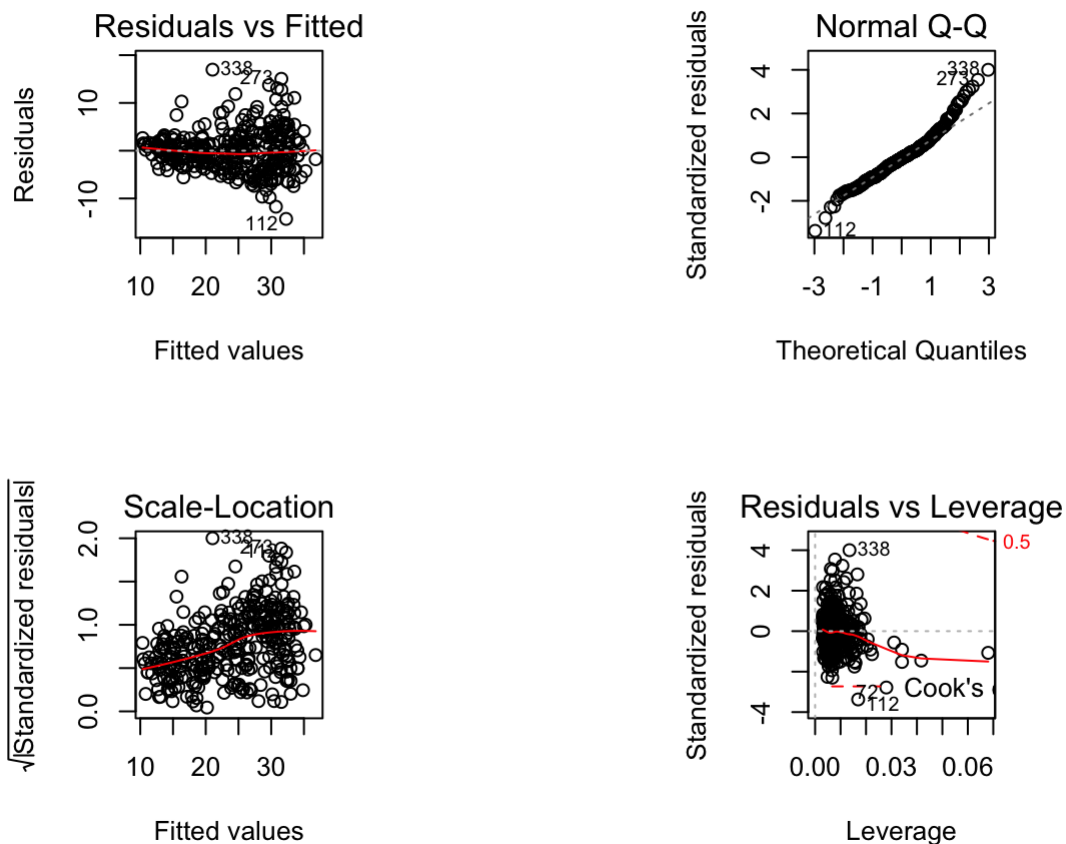 Residuals vs Fitted
Residuals
10
-10
338
273
112
10 20 30
Fitted values
Normal Q-Q
Standardized residuals
4
2
0
-2
338
273
112
-3 -1 1 3
Theoretical Quantiles
Scale-Location
√|Standardized residuals|
2.0
1.0
0.0
338
273
112
10 20 30
Fitted values
Residuals vs Leverage
Standardized residuals
4
2
0
-4
338
0.5
Cook's
72
112
0.00 0.03 0.06
Leverage